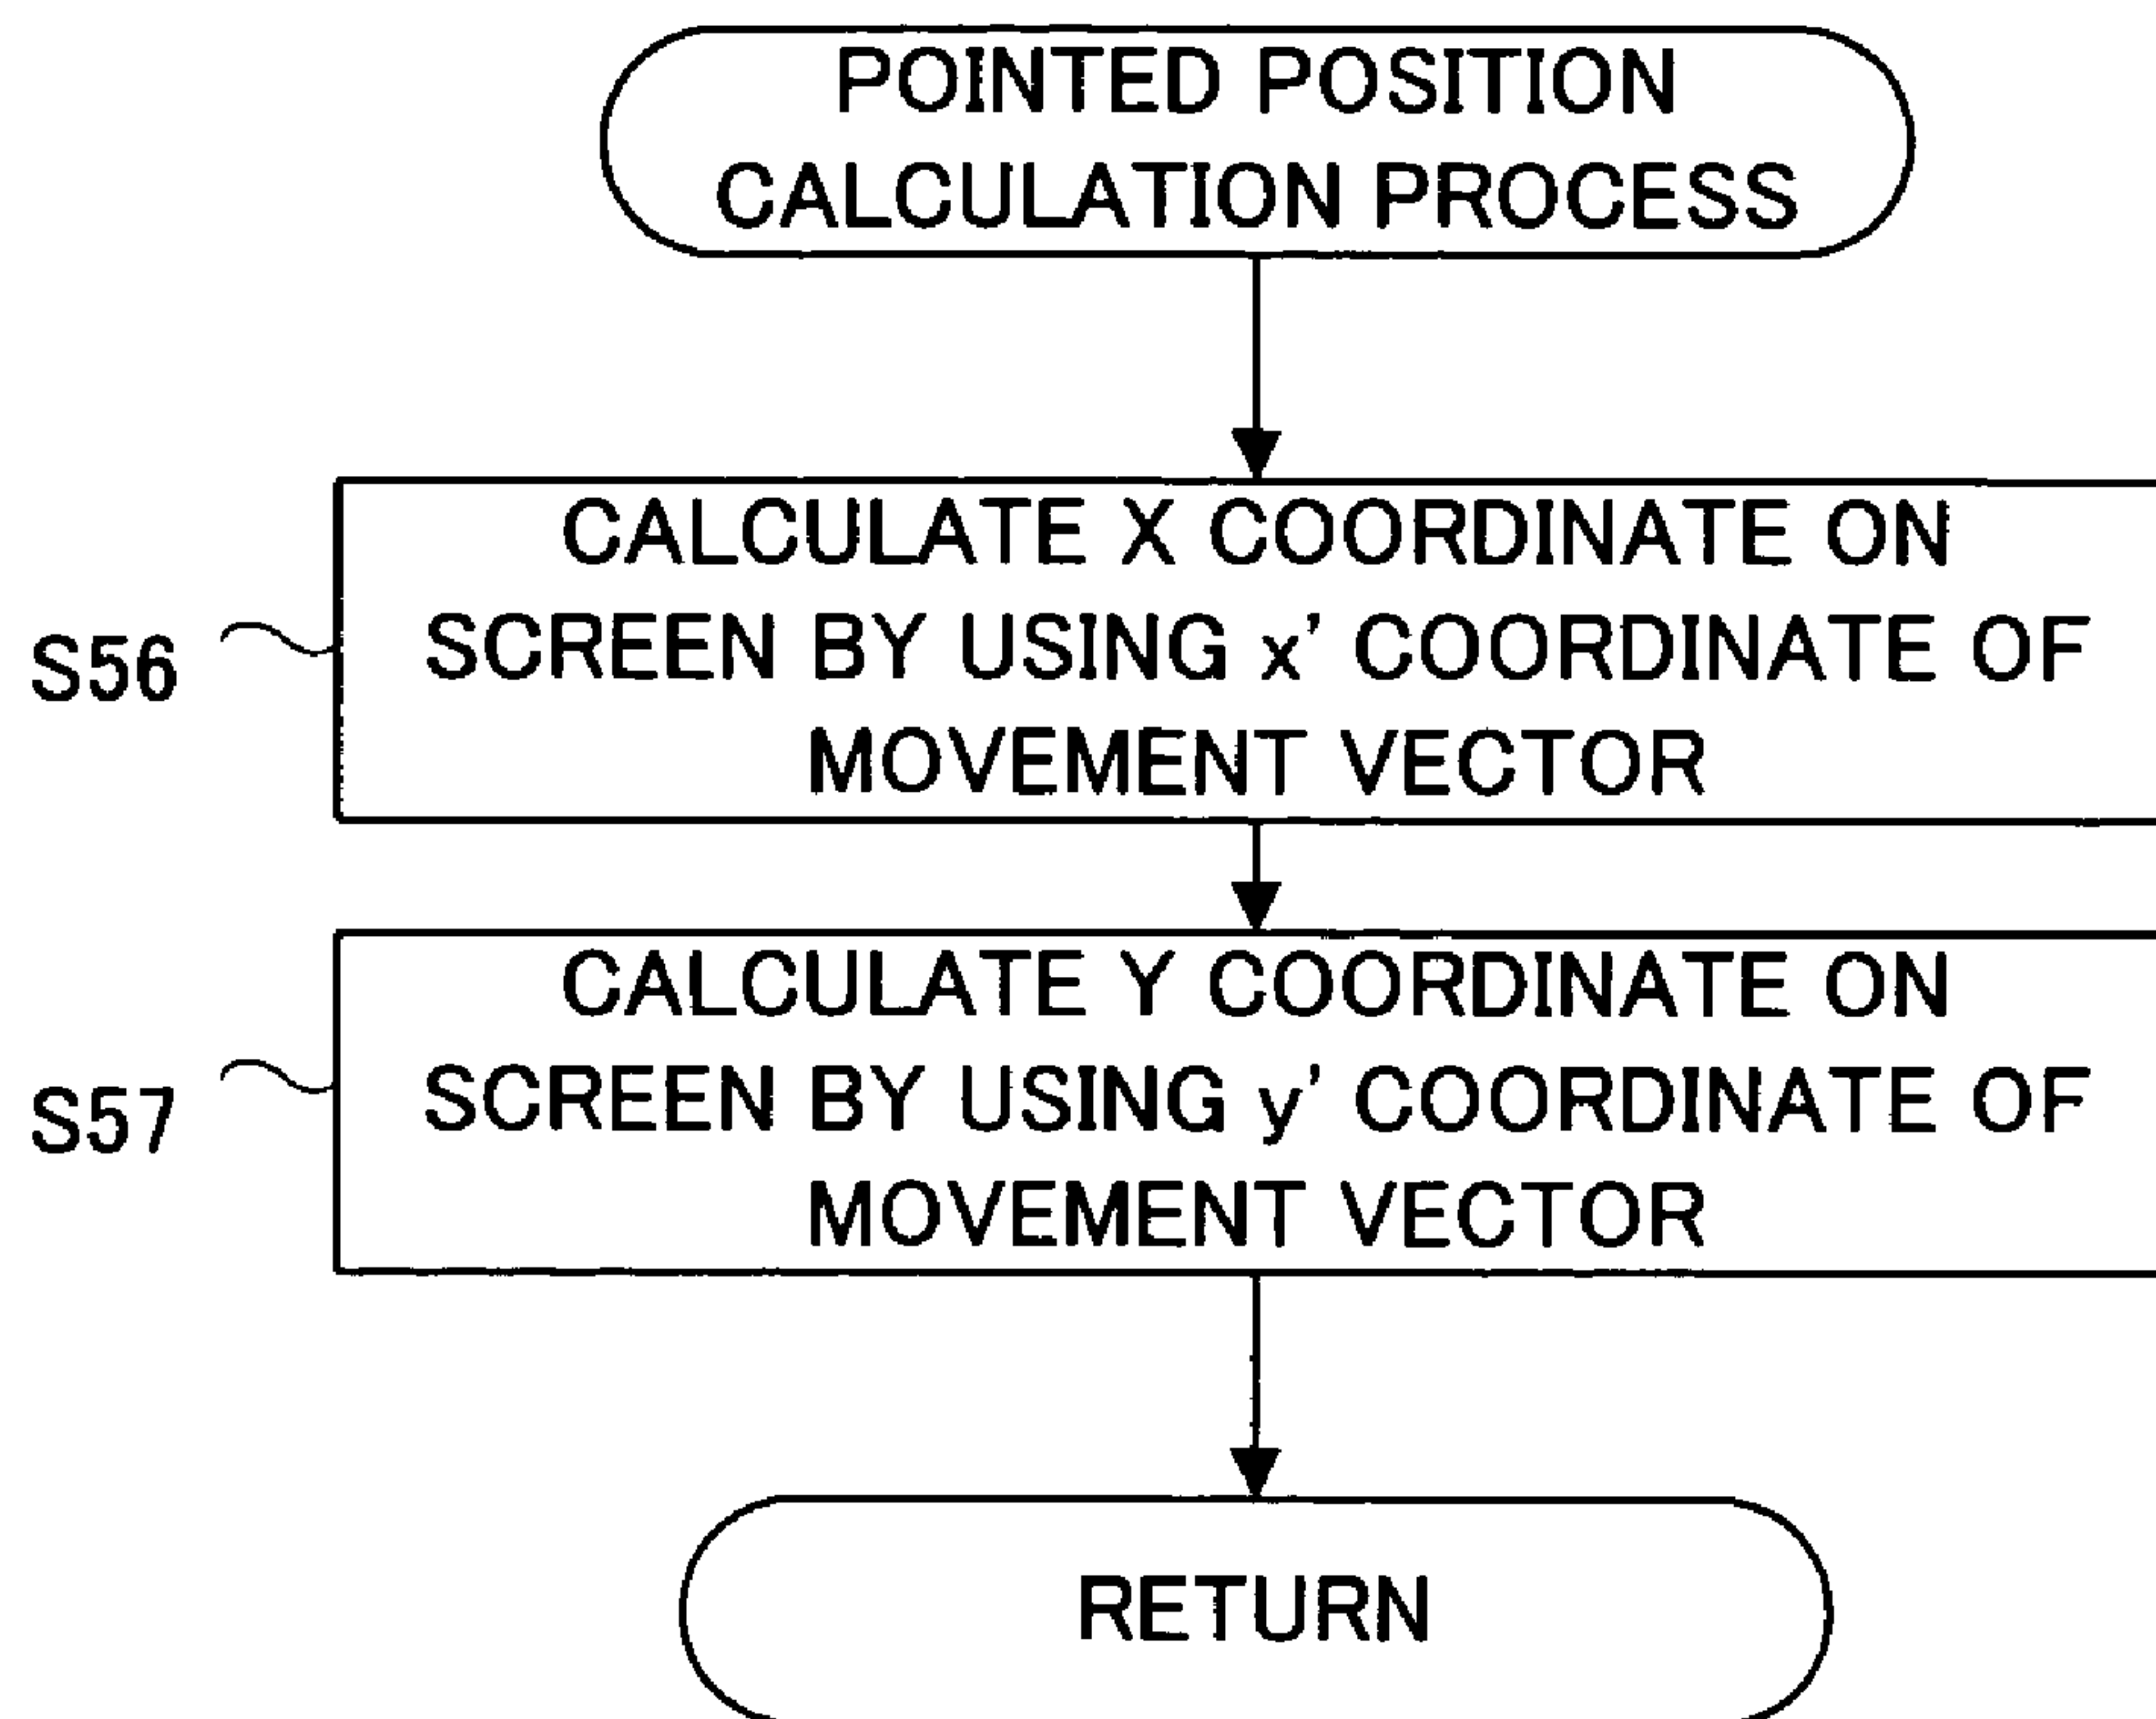 POINTED POSITION
CALCULATION PROCESS
CALCULATE X COORDINATE ON
SCREEN BY USING x' COORDINATE OF
MOVEMENT VECTOR
S56
CALCULATE Y COORDINATE ON
SCREEN BY USING y' COORDINATE OF
MOVEMENT VECTOR
S57
RETURN